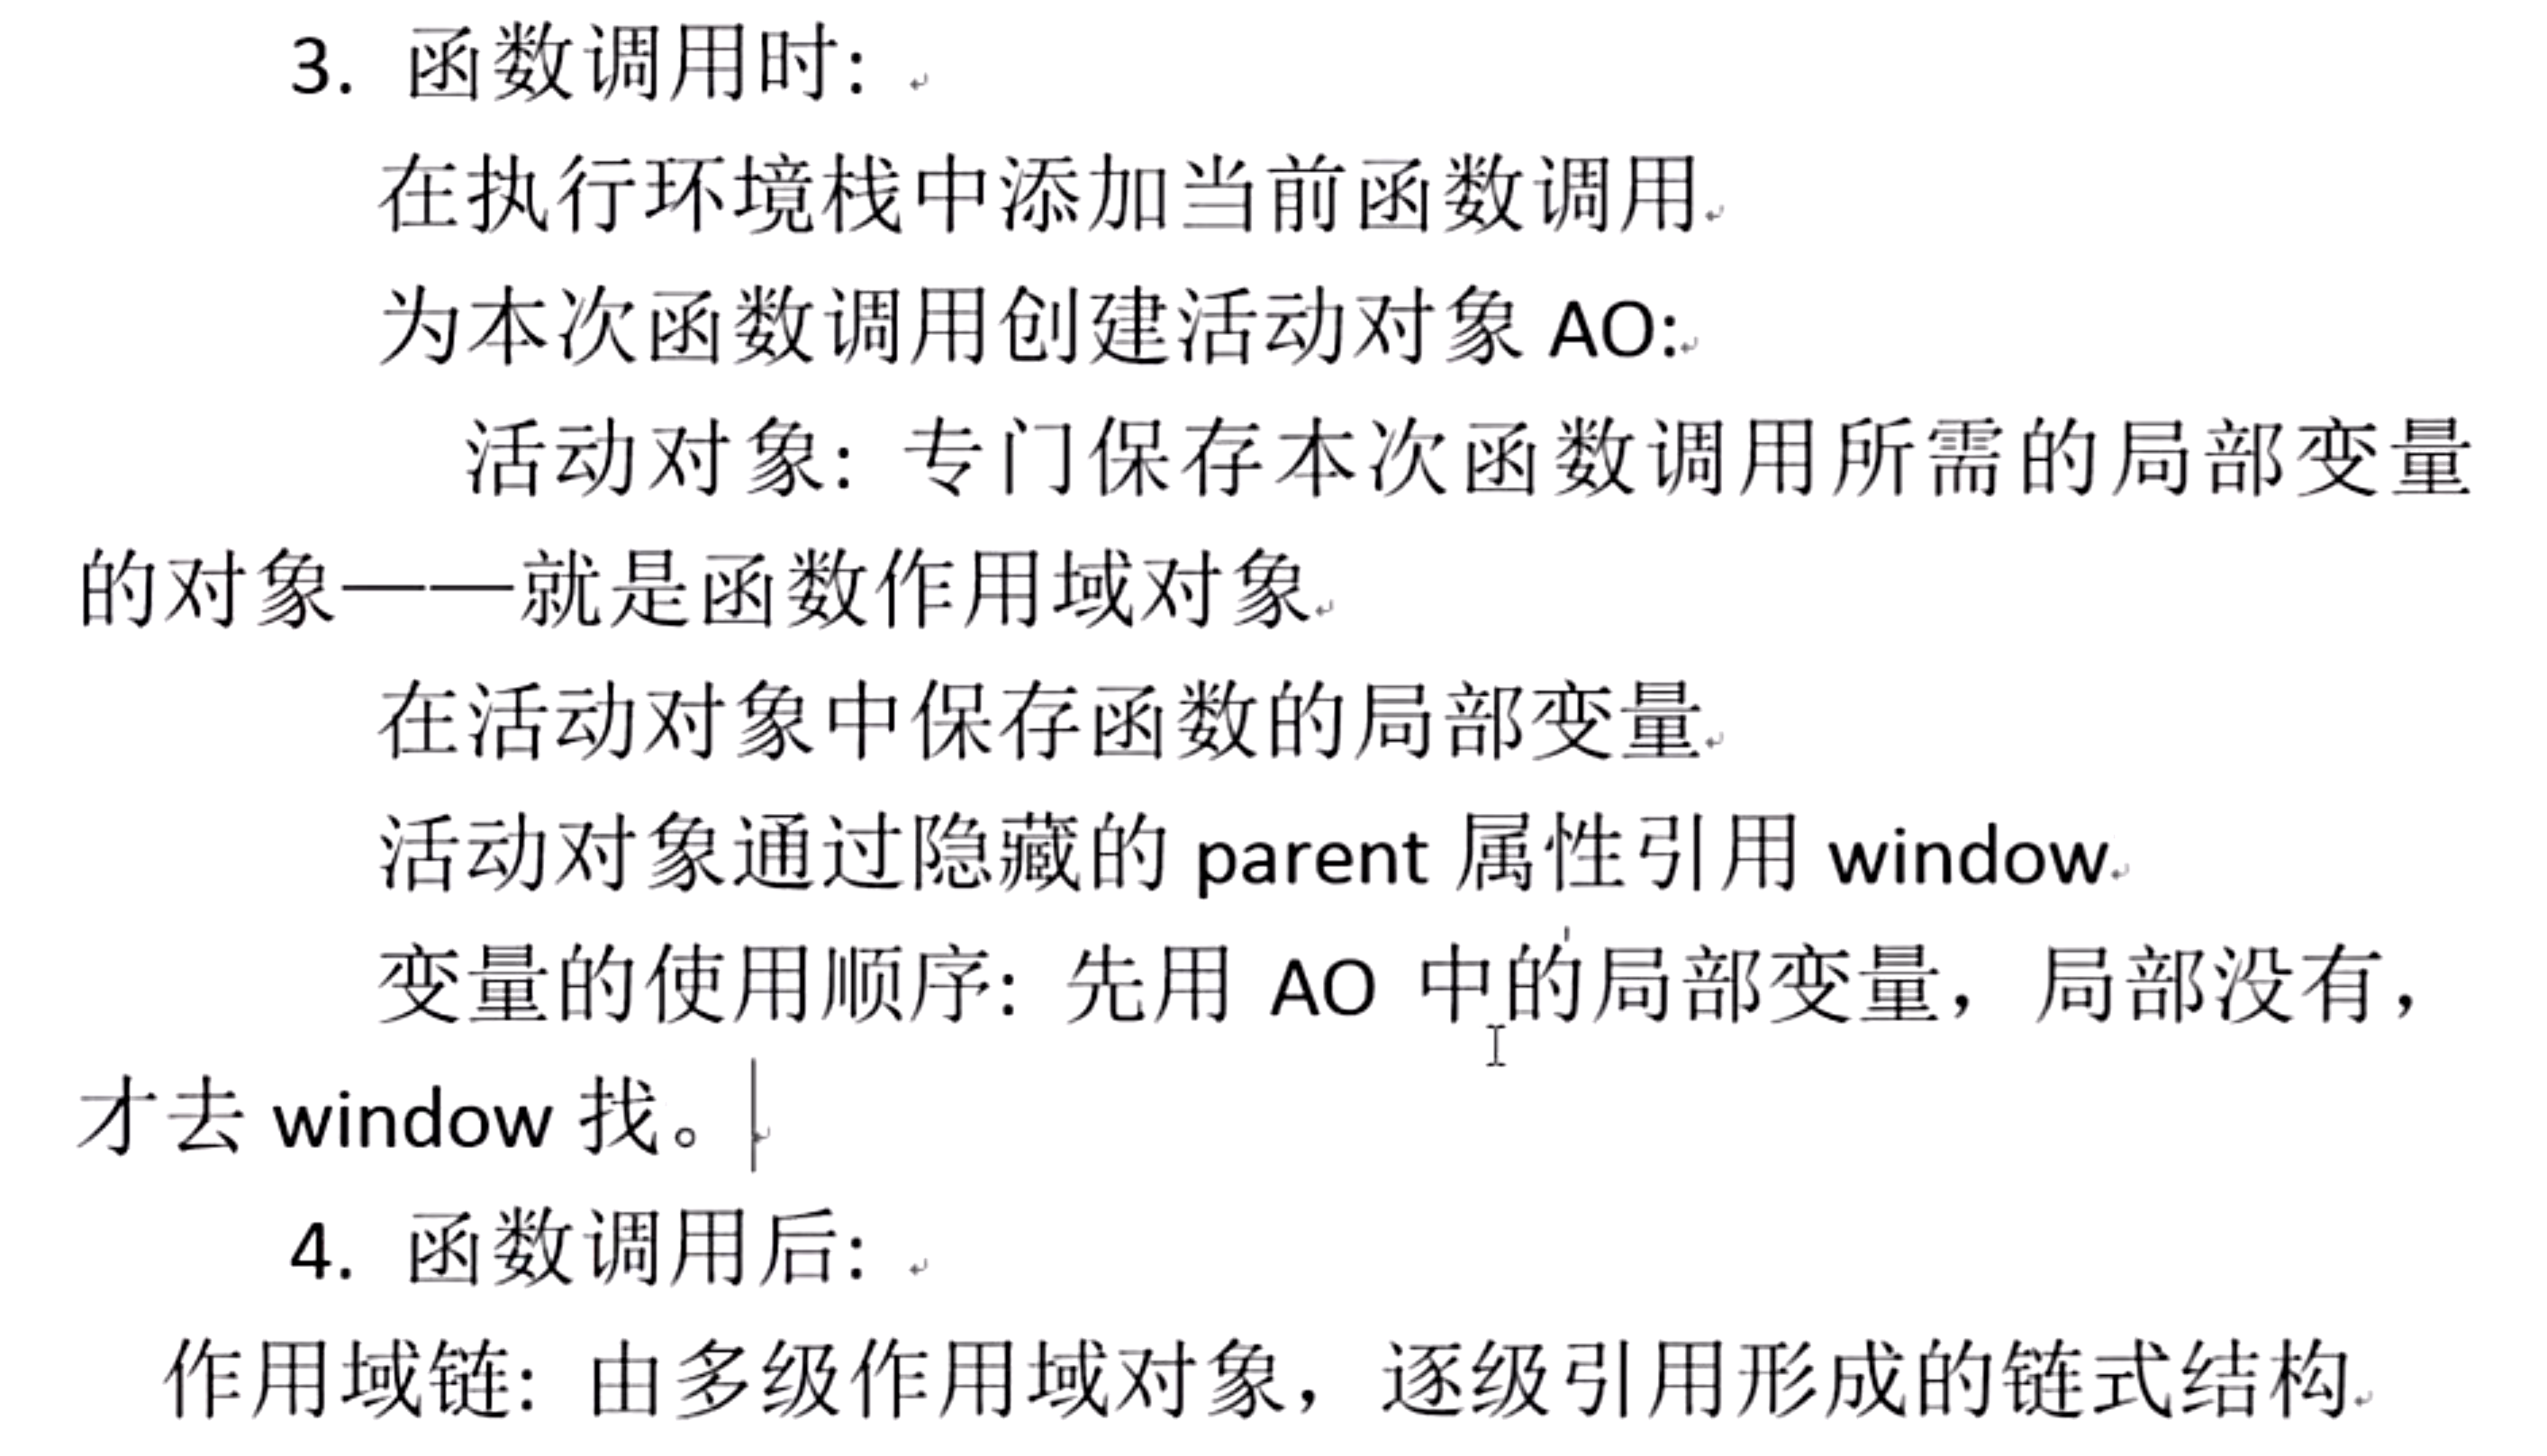 3. 函数调用时:
在执行环境栈中添加当前函数调用
为本次函数调用创建活动对象 AO:
活动对象: 专门保存本次函数调用所需的局部变量
的对象——就是函数作用域对象
在活动对象中保存函数的局部变量
活动对象通过隐藏的 parent 属性引用 window
变量的使用顺序: 先用 AO 中的局部变量，局部没有，
才去 window 找。
4. 函数调用后:
作用域链: 由多级作用域对象，逐级引用形成的链式结构